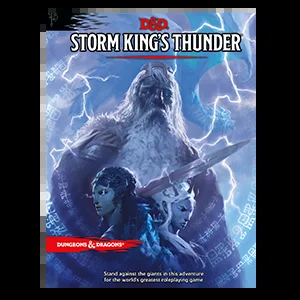 D&D
STORM KING'S THUNDER
DUNGEONS & DRAGONS®
Stand against the giants in this adventure
for the world's greatest roleplaying game